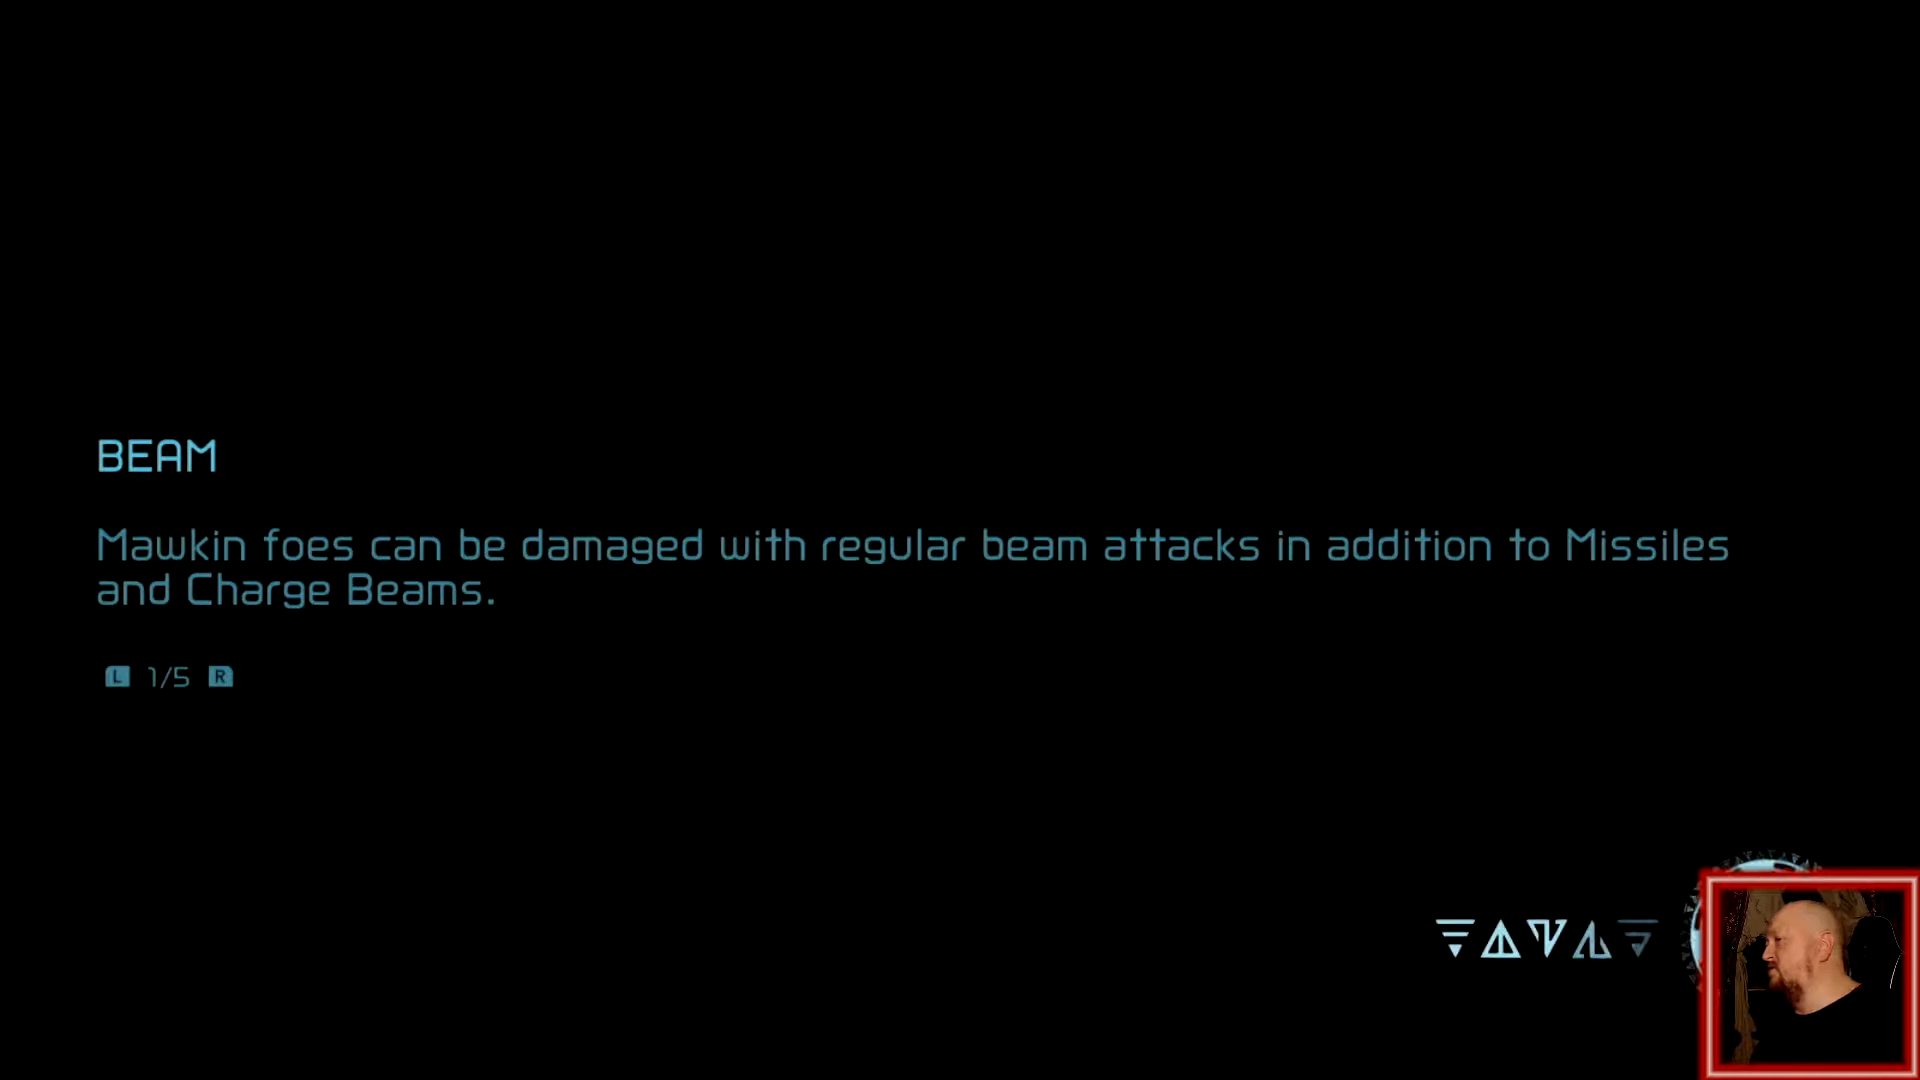 BEAM
Mawkin foes can be damaged with regular beam attacks in addition to Missiles
and Charge Beams.
L 1/5 R